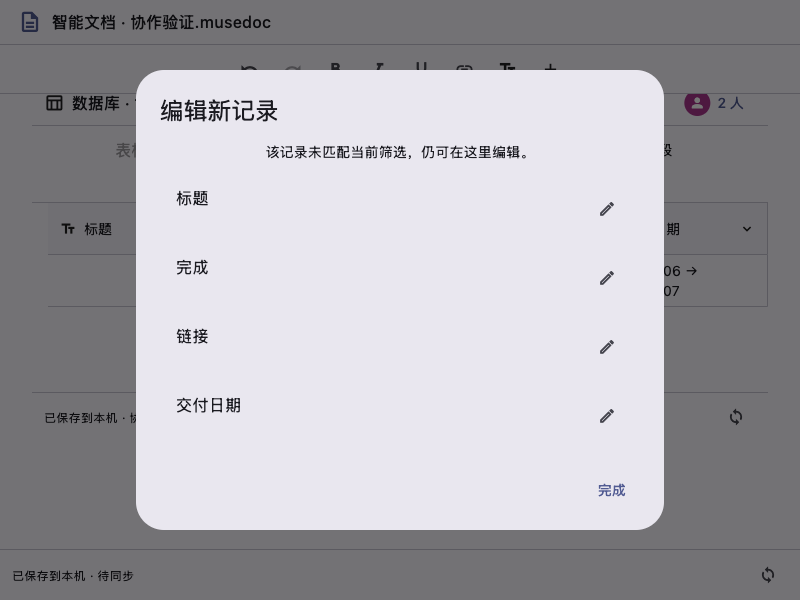 智能文档 · 协作验证.musedoc
数据库 ·
2 人
编辑新记录
该记录未匹配当前筛选，仍可在这里编辑。
标题
标题
期
完成
06 →
07
链接
交付日期
已保存到本机 ·
完成
已保存到本机 · 待同步